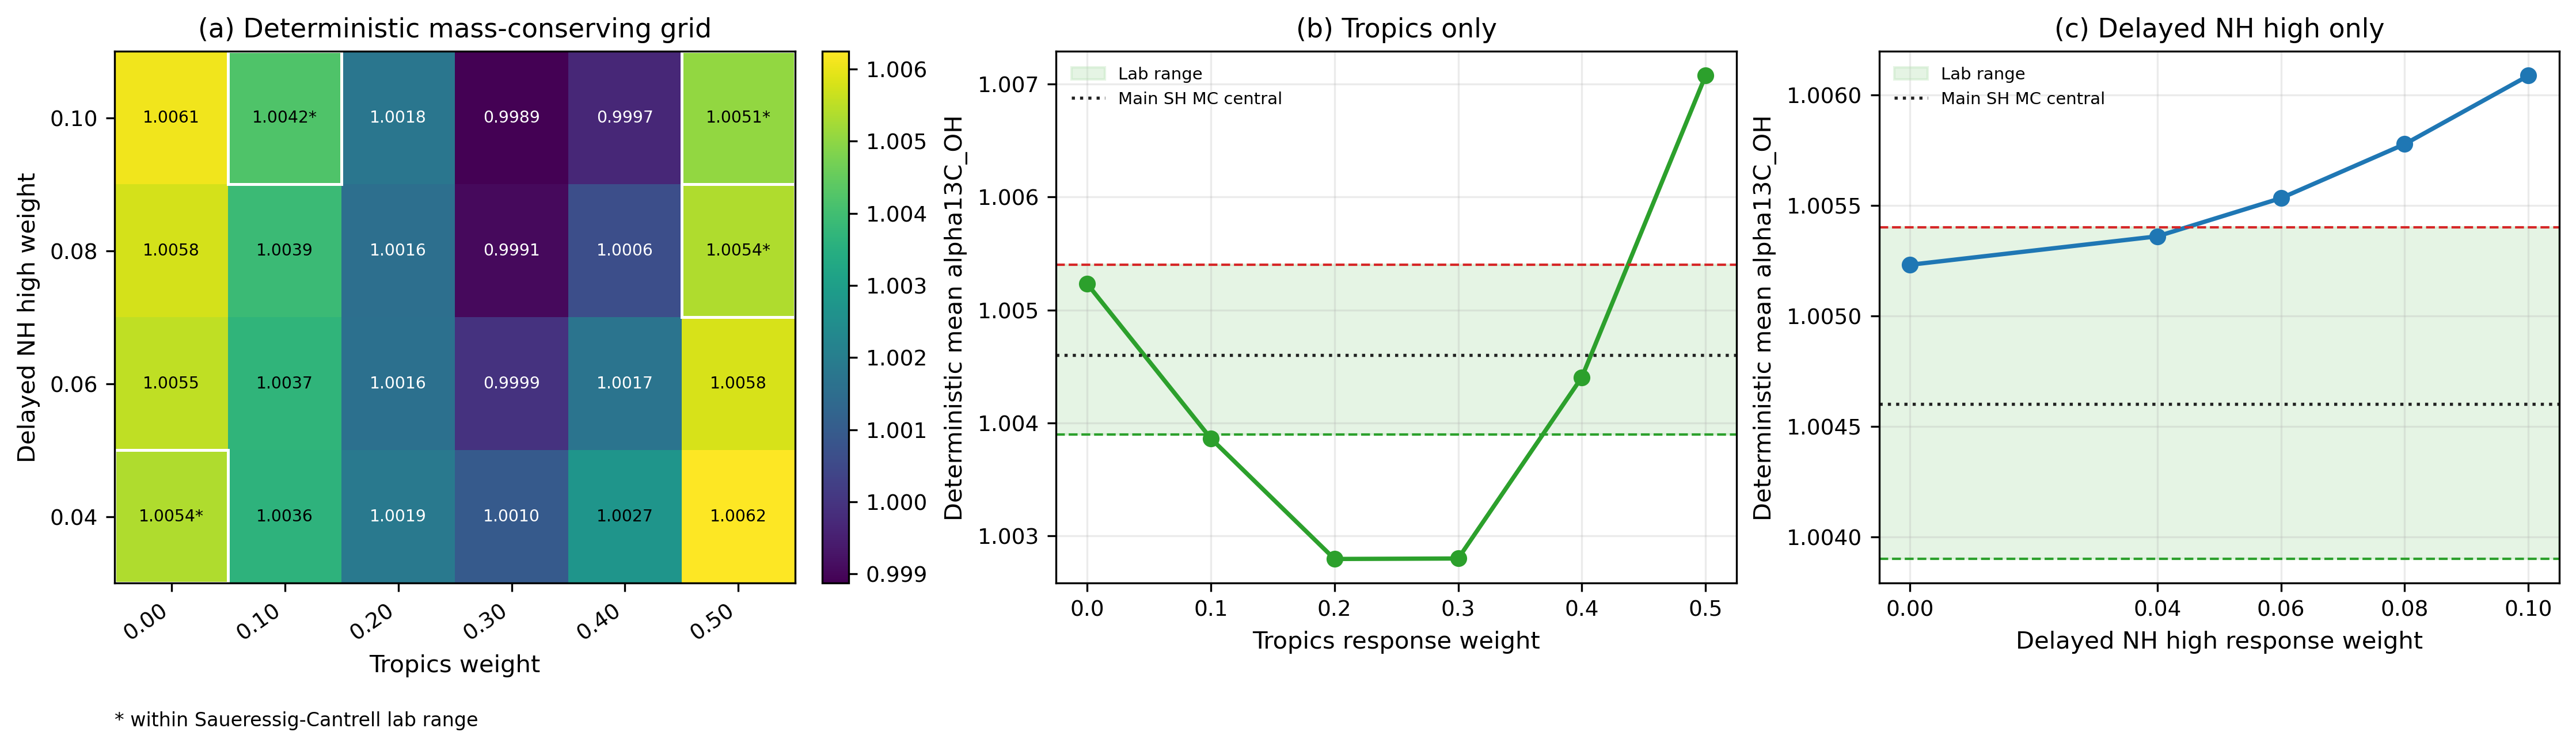 (a) Deterministic mass-conserving grid
Delayed NH high weight
0.10
0.08
0.06
0.04
1.0061 1.0042* 1.0018 0.9989 0.9997 1.0051*
1.0058 1.0039 1.0016 0.9991 1.0006 1.0054*
1.0055 1.0037 1.0016 0.9999 1.0017 1.0058
1.0054* 1.0036 1.0019 1.0010 1.0027 1.0062
0.00 0.10 0.20 0.30 0.40 0.50
Tropics weight
* within Saueressig-Cantrell lab range
1.006
1.005
1.004
1.003
1.002
1.001
1.000
0.999
(b) Tropics only
Deterministic mean alpha13C_OH
Lab range
Main SH MC central
1.007
1.006
1.005
1.004
1.003
0.0 0.1 0.2 0.3 0.4 0.5
Tropics response weight
(c) Delayed NH high only
Deterministic mean alpha13C_OH
Lab range
Main SH MC central
1.0060
1.0055
1.0050
1.0045
1.0040
0.00 0.04 0.06 0.08 0.10
Delayed NH high response weight